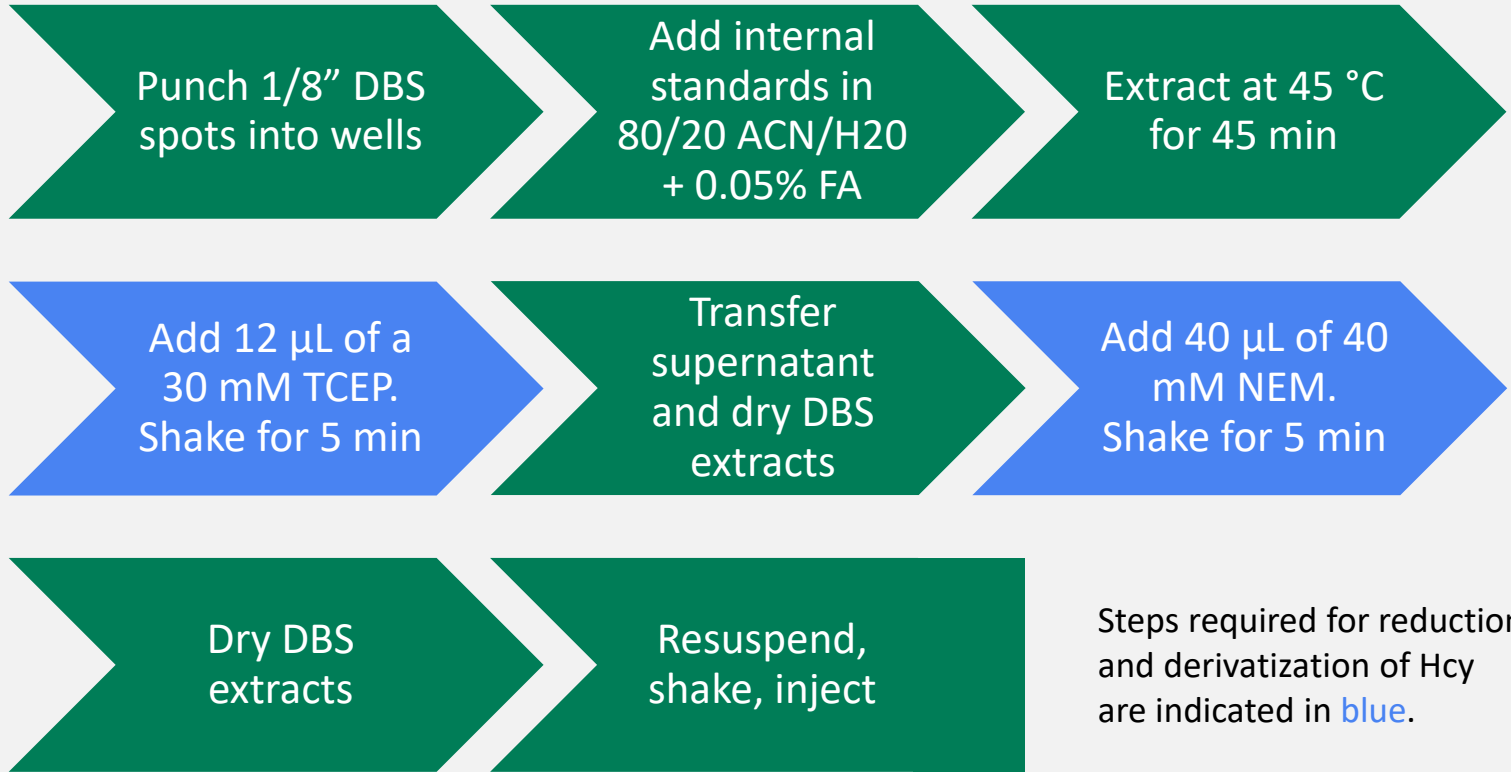 Punch 1/8” DBS
spots into wells
Add internal
standards in
80/20 ACN/H20
+ 0.05% FA
Extract at 45 °C
for 45 min
Add 12 µL of a
30 mM TCEP.
Shake for 5 min
Transfer
supernatant
and dry DBS
extracts
Add 40 µL of 40
mM NEM.
Shake for 5 min
Dry DBS
extracts
Resuspend,
shake, inject
Steps required for reduction
and derivatization of Hcy
are indicated in blue.